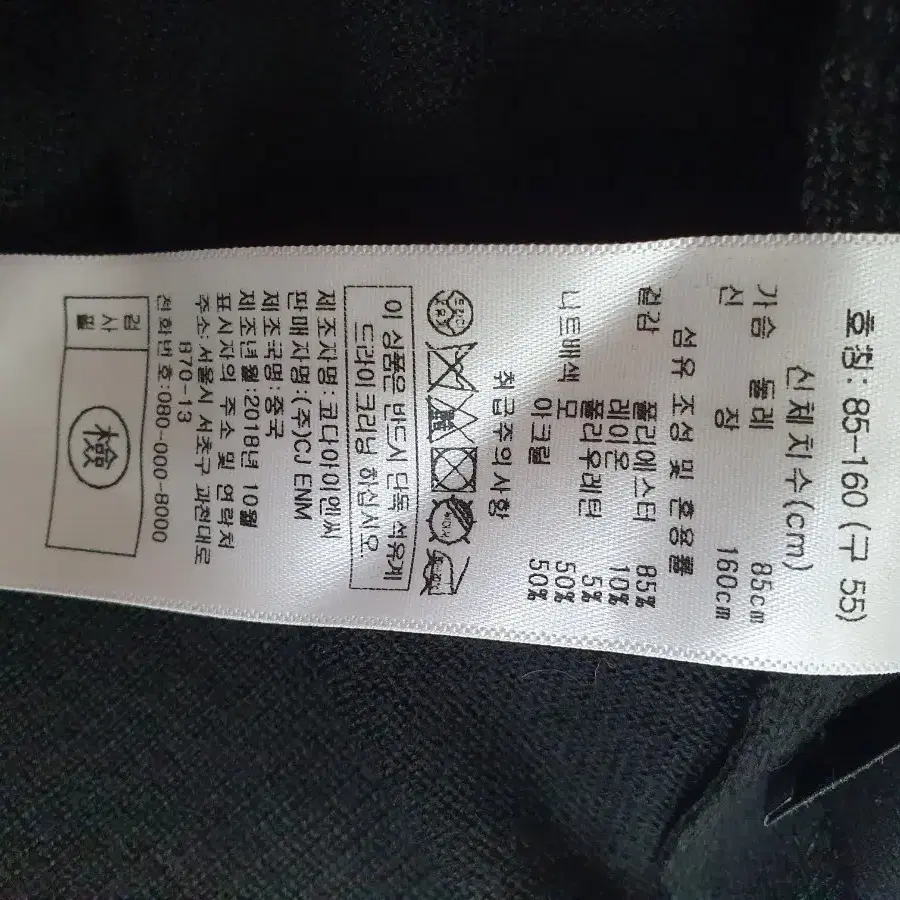 호칭: 85-160 (구 55)
신체치수(cm)
가슴 둘레 85cm
신 장 160cm
섬유 조성 및 혼용률
겉감 폴리에스터 85%
레이온 10%
폴리우레탄 5%
니트배색 모 50%
아크릴 50%
취급주의사항
이 상품은 반드시 단독 석유계
드라이크리닝 하십시오.
제조자명: 코다아이앤씨
판매자명:(주)CJ ENM
제조국명:중국
제조년월:2018년 10월
표시자의 주소 및 연락처
주소:서울시 서초구 과천대로
870-13
전화번호:080-000-8000
검사필
檢